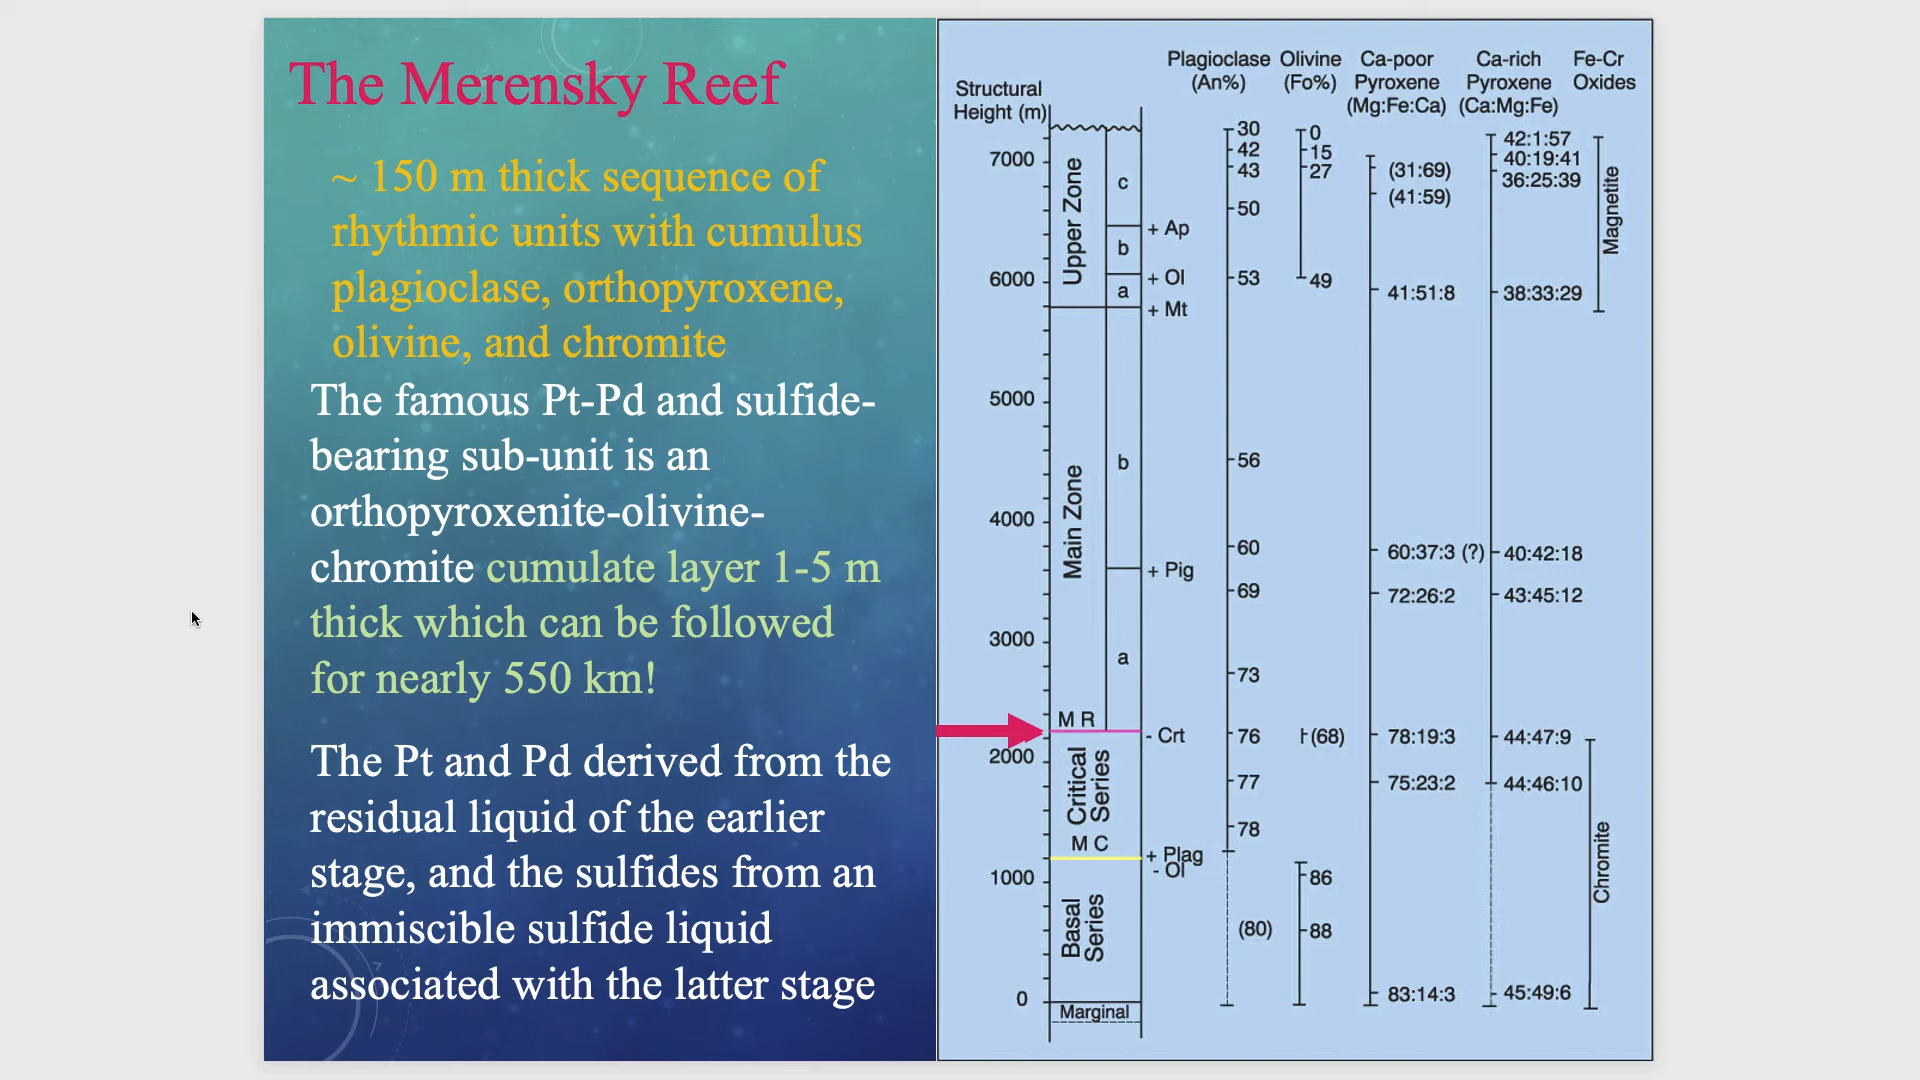 The Merensky Reef
~ 150 m thick sequence of
rhythmic units with cumulus
plagioclase, orthopyroxene,
olivine, and chromite
The famous Pt-Pd and sulfide-
bearing sub-unit is an
orthopyroxenite-olivine-
chromite cumulate layer 1-5 m
thick which can be followed
for nearly 550 km!
The Pt and Pd derived from the
residual liquid of the earlier
stage, and the sulfides from an
immiscible sulfide liquid
associated with the latter stage
Structural
Height (m)
7000
6000
5000
4000
3000
2000
1000
0
Upper Zone
Main Zone
M R
Critical
Series
M C
Basal
Series
Marginal
c
b
a
b
a
+ Ap
+ Ol
+ Mt
+ Pig
- Crt
+ Plag
- Ol
Plagioclase
(An%)
30
42
43
50
53
56
60
69
73
76
77
78
(80)
Olivine
(Fo%)
0
15
27
49
(68)
86
88
Ca-poor
Pyroxene
(Mg:Fe:Ca)
(31:69)
(41:59)
41:51:8
60:37:3 (?)
72:26:2
78:19:3
75:23:2
83:14:3
Ca-rich
Pyroxene
(Ca:Mg:Fe)
42:1:57
40:19:41
36:25:39
38:33:29
40:42:18
43:45:12
44:47:9
44:46:10
45:49:6
Fe-Cr
Oxides
Magnetite
Chromite